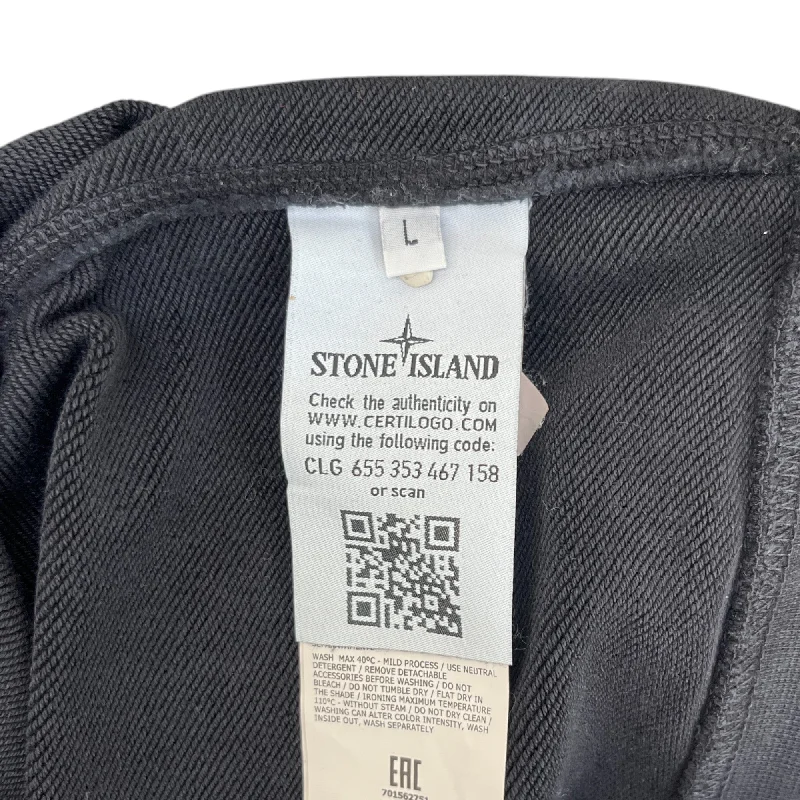 L
STONE ISLAND
Check the authenticity on
WWW.CERTILOGO.COM
using the following code:
CLG 655 353 467 158
or scan
WASH MAX 40ºC - MILD PROCESS / USE NEUTRAL
DETERGENT / REMOVE DETACHABLE
ACCESSORIES BEFORE WASHING / DO NOT
BLEACH / DO NOT TUMBLE DRY / FLAT DRY IN
THE SHADE / IRONING MAXIMUM TEMPERATURE
110ºC - WITHOUT STEAM / DO NOT DRY CLEAN /
WASHING CAN ALTER COLOR INTENSITY, WASH
INSIDE OUT, WASH SEPARATELY
EAC